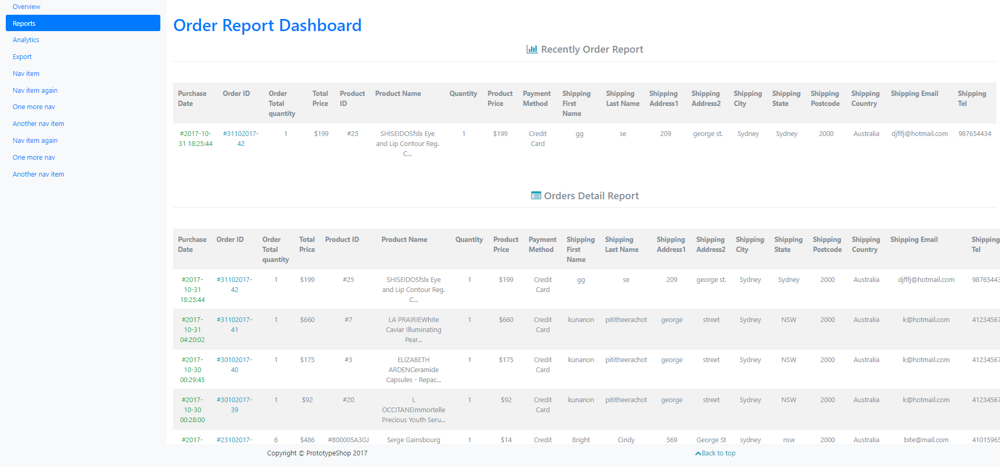 Overview
Reports
Analytics
Export
Nav item
Nav item again
One more nav
Another nav item
Nav item again
One more nav
Another nav item
Order Report Dashboard
Recently Order Report
Purchase Date Order ID Order Total quantity Total Price Product ID Product Name Quantity Product Price Payment Method Shipping First Name Shipping Last Name Shipping Address1 Shipping Address2 Shipping City Shipping State Shipping Postcode Shipping Country Shipping Email Shipping Tel
#2017-10-31 18:25:44 #31102017-42 1 $199 #25 SHISEIDOSfslx Eye and Lip Contour Reg. C... 1 $199 Credit Card gg se 209 george st. Sydney Sydney 2000 Australia djflfj@hotmail.com 987654434
Orders Detail Report
Purchase Date Order ID Order Total quantity Total Price Product ID Product Name Quantity Product Price Payment Method Shipping First Name Shipping Last Name Shipping Address1 Shipping Address2 Shipping City Shipping State Shipping Postcode Shipping Country Shipping Email Shipping Tel
#2017-10-31 18:25:44 #31102017-42 1 $199 #25 SHISEIDOSfslx Eye and Lip Contour Reg. C... 1 $199 Credit Card gg se 209 george st. Sydney Sydney 2000 Australia djflfj@hotmail.com 98765443
#2017-10-31 04:20:02 #31102017-41 1 $660 #7 LA PRAIRIEWhite Caviar Illuminating Pear... 1 $660 Credit Card kunanon pititheerachot george street Sydney NSW 2000 Australia k@hotmail.com 41234567
#2017-10-30 00:29:45 #30102017-40 1 $175 #3 ELIZABETH ARDENCeramide Capsules - Repac... 1 $175 Credit Card kunanon pititheerachot george street Sydney NSW 2000 Australia k@hotmail.com 41234567
#2017-10-30 00:28:00 #30102017-39 1 $92 #20 L OCCITANEImmortelle Precious Youth Seru... 1 $92 Credit Card kunanon pititheerachot george street Sydney NSW 2000 Australia k@hotmail.com 41234567
#2017- #23102017- 6 $486 #B00005A3GJ Serge Gainsbourg 1 $14 Credit Bright Cindy 569 George St sydney nsw 2000 Australia bite@mail.com 41015965
Copyright © PrototypeShop 2017
Back to top